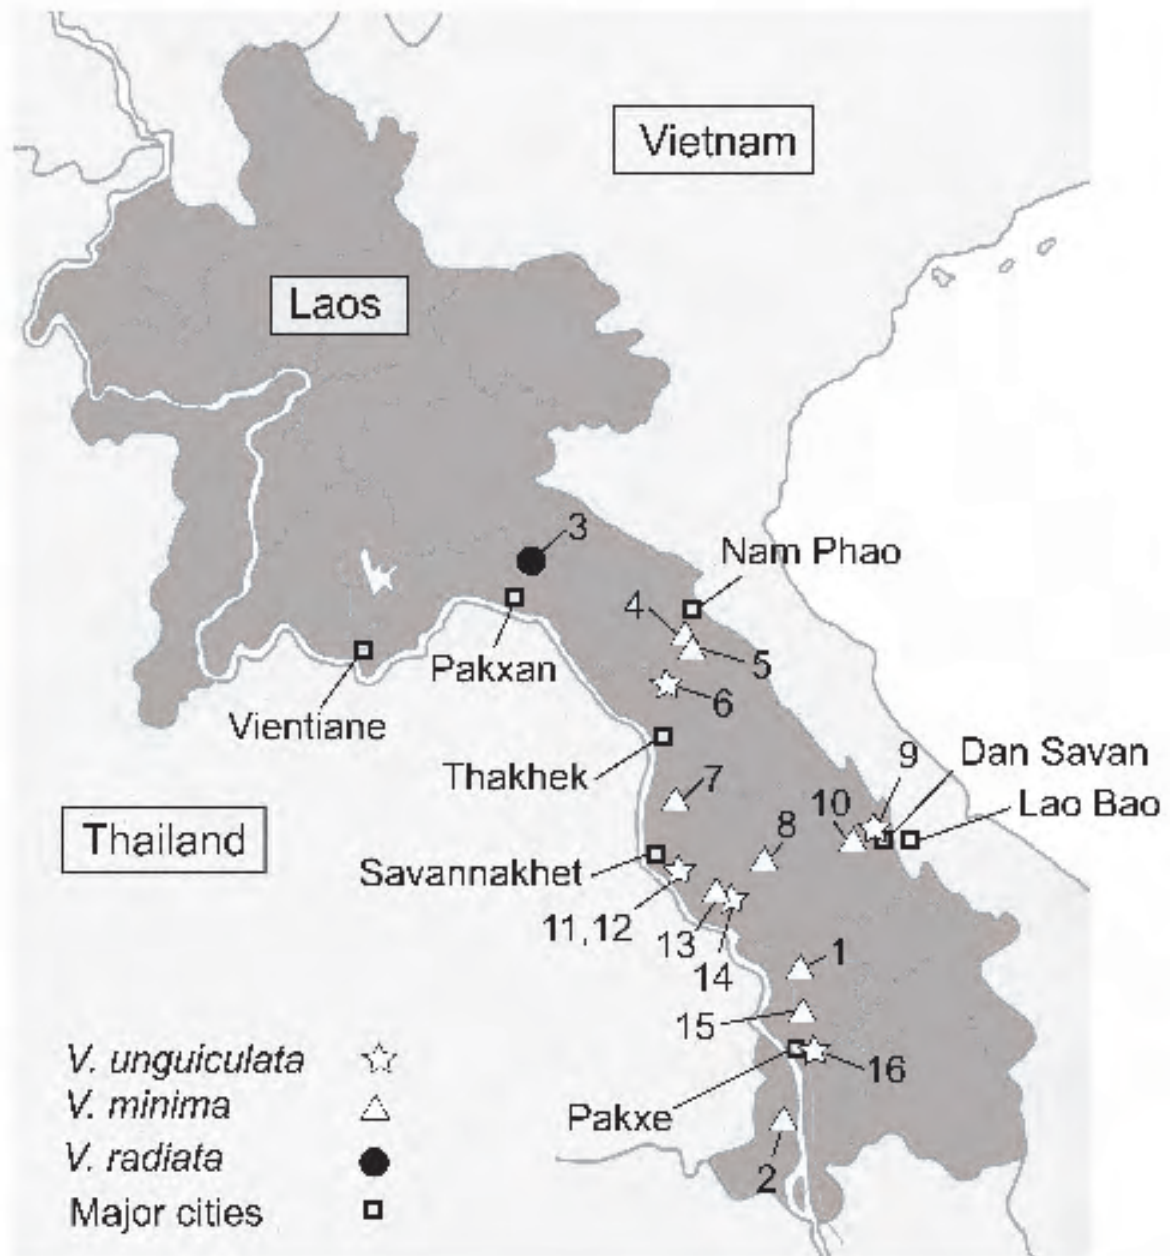 Vietnam
Laos
3
Nam Phao
4
5
Pakxan
6
Vientiane
9
Dan Savan
Thakhek
7
10
Lao Bao
8
Thailand
Savannakhet
11,12
13
14
1
15
V. unguiculata
16
V. minima
Pakxe
V. radiata
2
Major cities